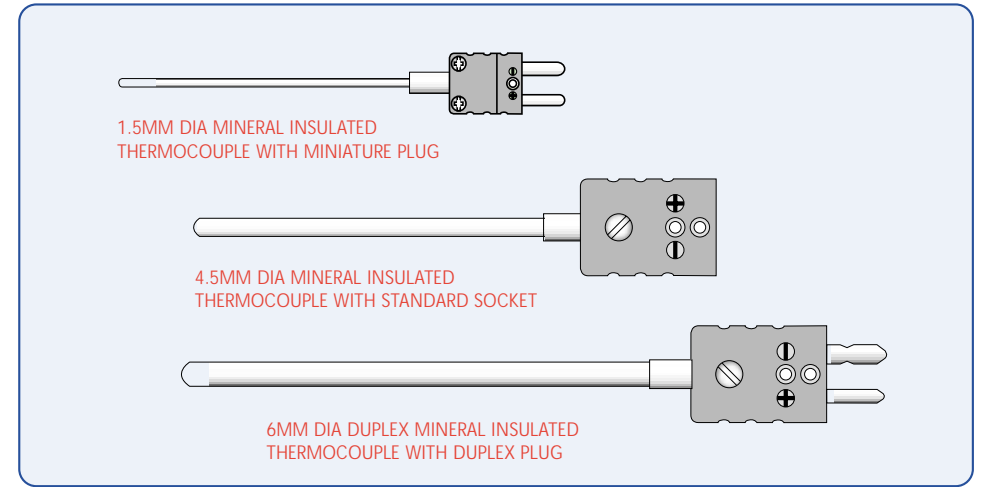 1.5MM DIA MINERAL INSULATED
THERMOCOUPLE WITH MINIATURE PLUG
4.5MM DIA MINERAL INSULATED
THERMOCOUPLE WITH STANDARD SOCKET
6MM DIA DUPLEX MINERAL INSULATED
THERMOCOUPLE WITH DUPLEX PLUG